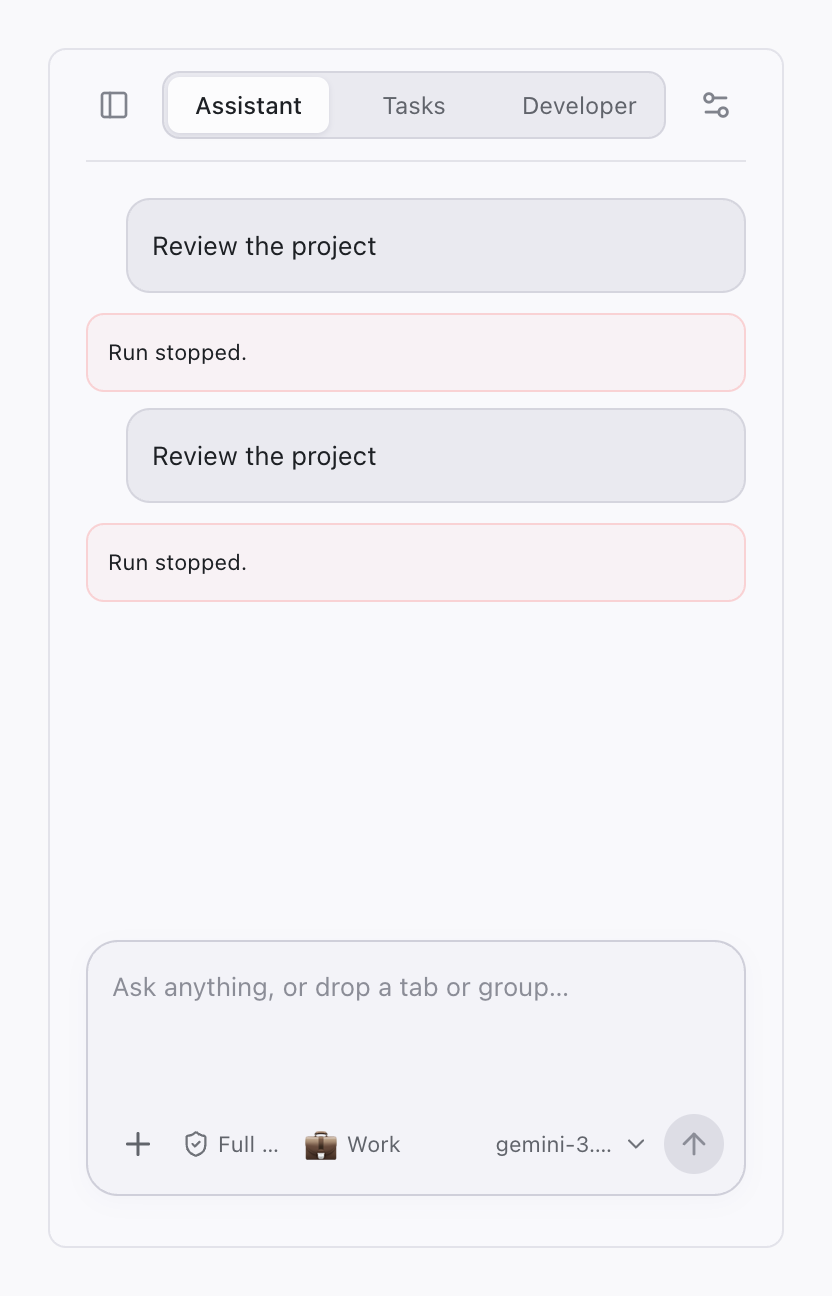 Assistant
Tasks
Developer
Review the project
Run stopped.
Review the project
Run stopped.
Ask anything, or drop a tab or group...
Full ...
Work
gemini-3....